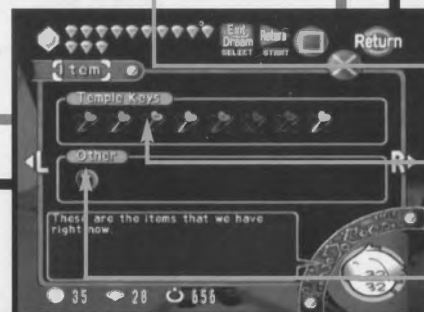 Exit Dream Return Return
SELECT START
Item
Temple Keys
L R
Other
These are the items that we have
right now.
32
32
35 28 656